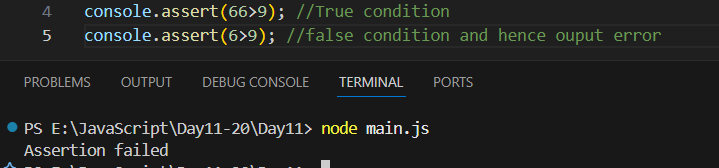 4 console.assert(66>9); //True condition
5 console.assert(6>9); //false condition and hence ouput error
PROBLEMS OUTPUT DEBUG CONSOLE TERMINAL PORTS
PS E:\JavaScript\Day11-20\Day11> node main.js
Assertion failed